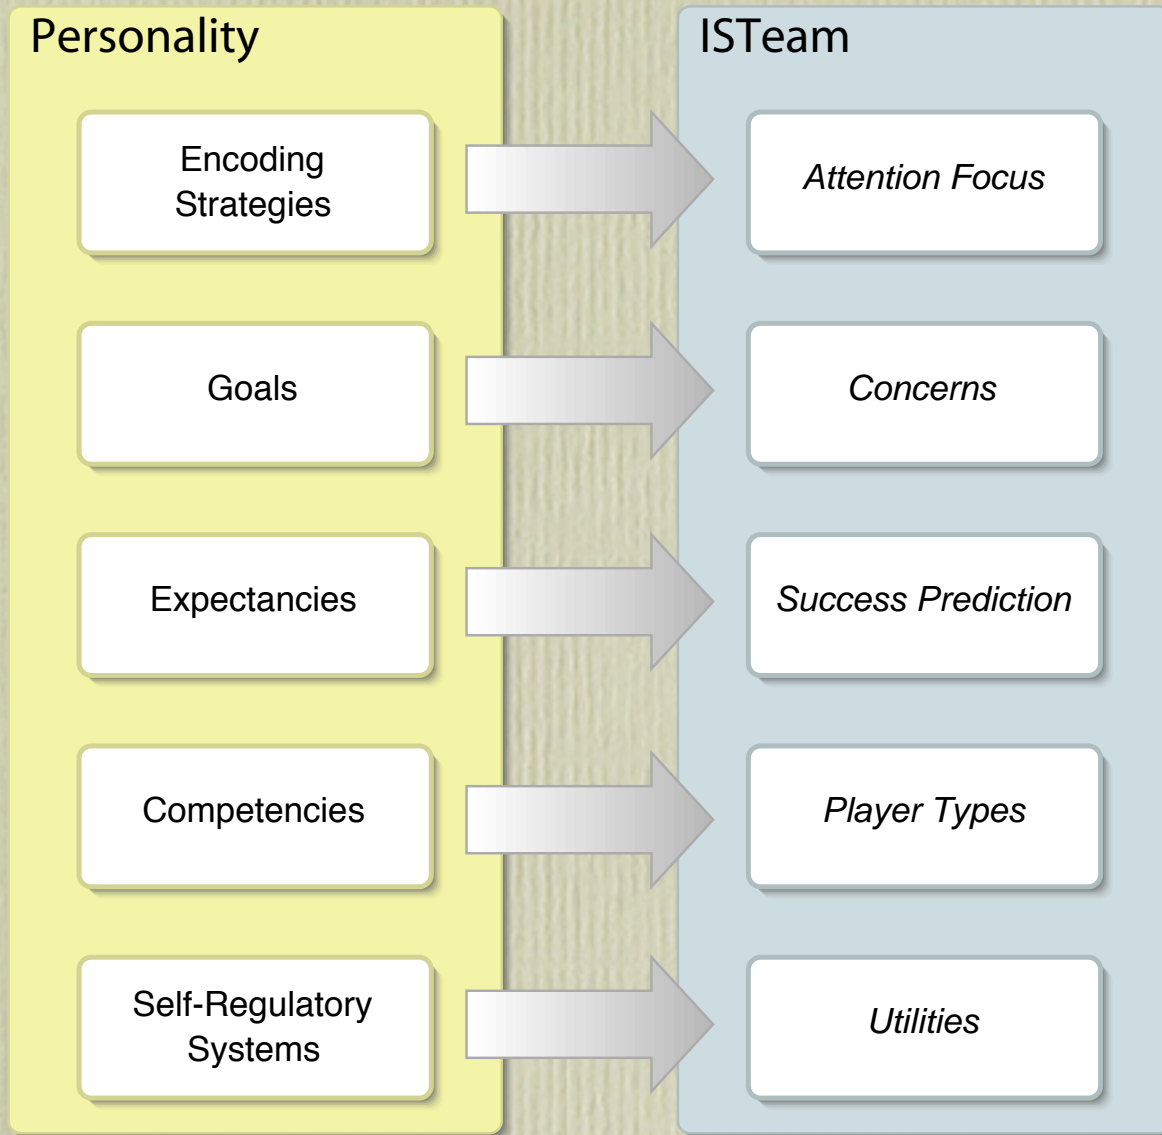 Personality
ISTeam
Encoding
Strategies
Attention Focus
Goals
Concerns
Expectancies
Success Prediction
Competencies
Player Types
Self-Regulatory
Systems
Utilities